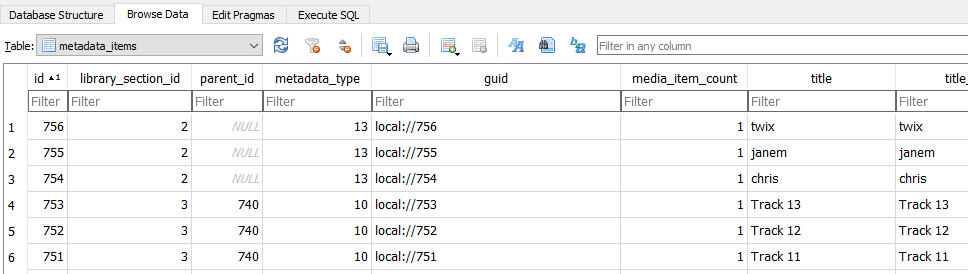 Database Structure Browse Data Edit Pragmas Execute SQL
Table: metadata_items Filter in any column
id ▲1 library_section_id parent_id metadata_type guid media_item_count title title_
Filter Filter Filter Filter Filter Filter Filter Filter
1 756 2 NULL 13 local://756 1 twix twix
2 755 2 NULL 13 local://755 1 janem janem
3 754 2 NULL 13 local://754 1 chris chris
4 753 3 740 10 local://753 1 Track 13 Track 13
5 752 3 740 10 local://752 1 Track 12 Track 12
6 751 3 740 10 local://751 1 Track 11 Track 11